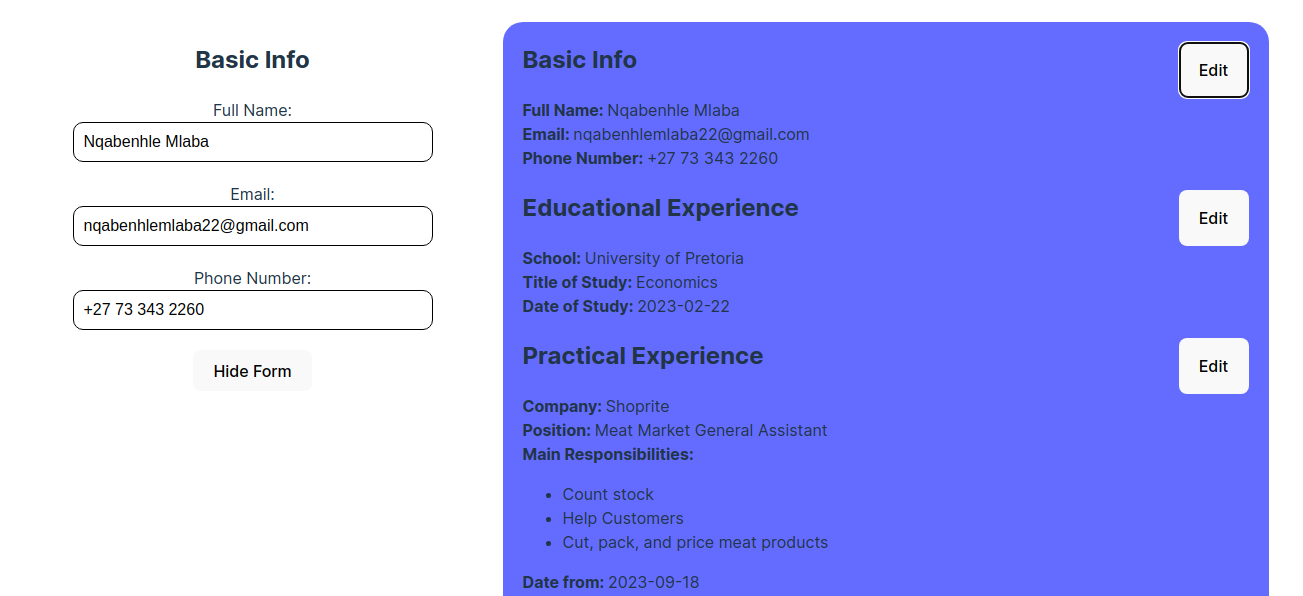 Basic Info
Full Name:
Nqabenhle Mlaba
Email:
nqabenhlemlaba22@gmail.com
Phone Number:
+27 73 343 2260
Hide Form
Basic Info
Edit
Full Name: Nqabenhle Mlaba
Email: nqabenhlemlaba22@gmail.com
Phone Number: +27 73 343 2260
Educational Experience
Edit
School: University of Pretoria
Title of Study: Economics
Date of Study: 2023-02-22
Practical Experience
Edit
Company: Shoprite
Position: Meat Market General Assistant
Main Responsibilities:
• Count stock
• Help Customers
• Cut, pack, and price meat products
Date from: 2023-09-18